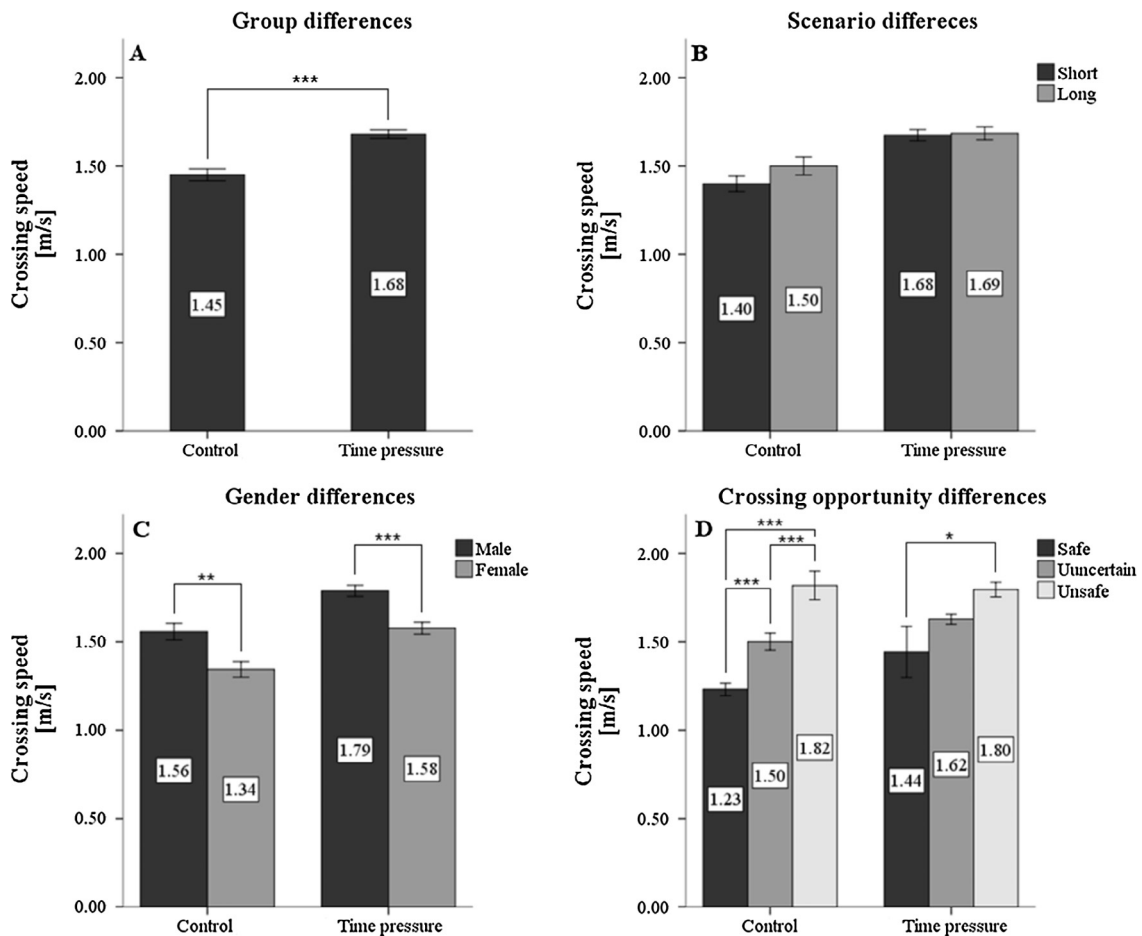 Group differences
A
***
2.00
1.50
1.00
0.50
0.00
Crossing speed
[m/s]
1.45
1.68
Control
Time pressure
Scenario differeces
B
Short
Long
2.00
1.50
1.00
0.50
0.00
Crossing speed
[m/s]
1.40
1.50
1.68
1.69
Control
Time pressure
Gender differences
C
Male
Female
**
***
2.00
1.50
1.00
0.50
0.00
Crossing speed
[m/s]
1.56
1.34
1.79
1.58
Control
Time pressure
Crossing opportunity differences
D
Safe
Uuncertain
Unsafe
***
***
***
*
2.00
1.50
1.00
0.50
0.00
Crossing speed
[m/s]
1.23
1.50
1.82
1.44
1.62
1.80
Control
Time pressure